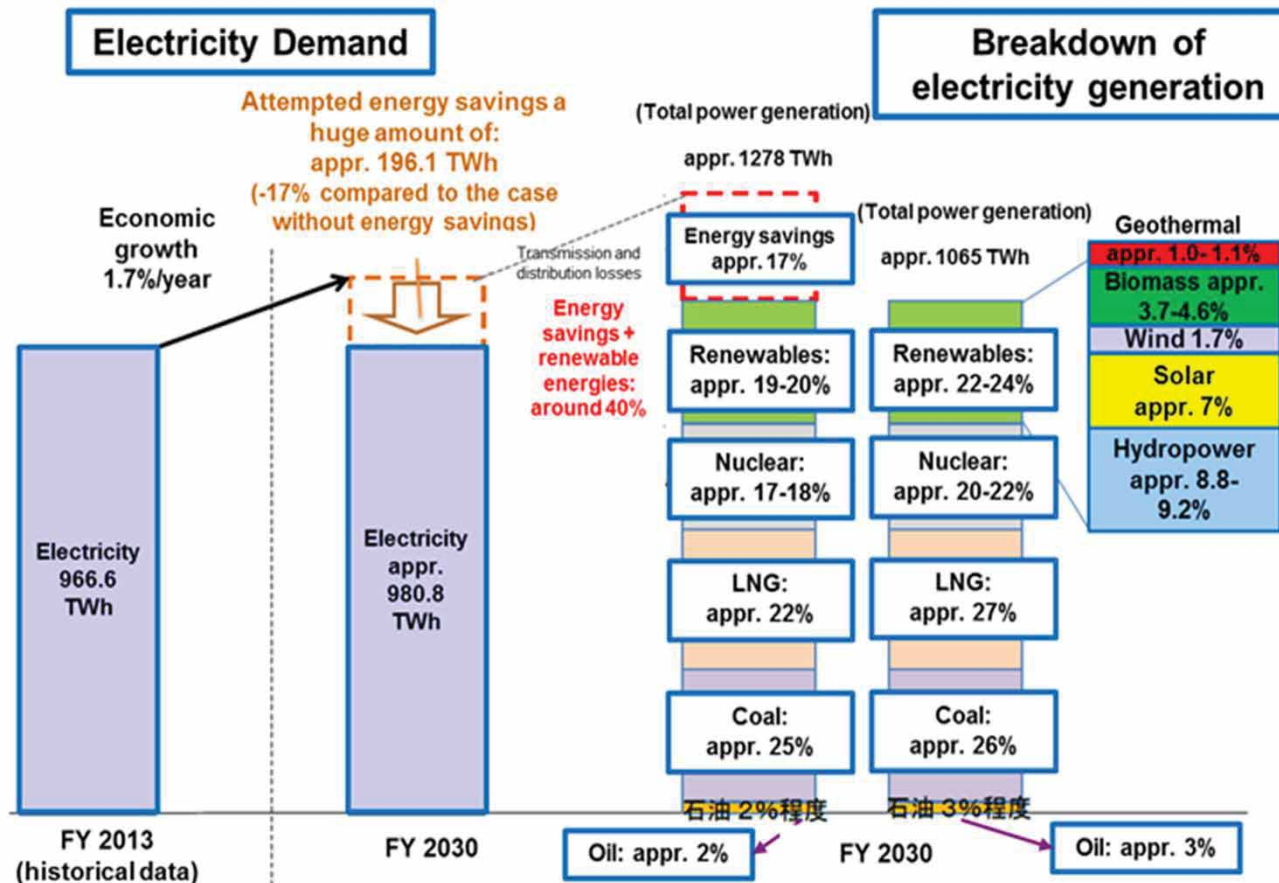 Electricity Demand
Breakdown of
electricity generation
Attempted energy savings a
huge amount of:
appr. 196.1 TWh
(-17% compared to the case
without energy savings)
Economic
growth
1.7%/year
(Total power generation)
appr. 1278 TWh
Transmission and
distribution losses
Energy savings
appr. 17%
(Total power generation)
appr. 1065 TWh
Geothermal
appr. 1.0- 1.1%
Biomass appr.
3.7-4.6%
Wind 1.7%
Solar
appr. 7%
Hydropower
appr. 8.8-
9.2%
Energy
savings +
renewable
energies:
around 40%
Renewables:
appr. 19-20%
Renewables:
appr. 22-24%
Nuclear:
appr. 17-18%
Nuclear:
appr. 20-22%
Electricity
966.6
TWh
Electricity
appr.
980.8
TWh
LNG:
appr. 22%
LNG:
appr. 27%
Coal:
appr. 25%
Coal:
appr. 26%
石油 2%程度
石油 3%程度
FY 2013
(historical data)
FY 2030
Oil: appr. 2%
FY 2030
Oil: appr. 3%